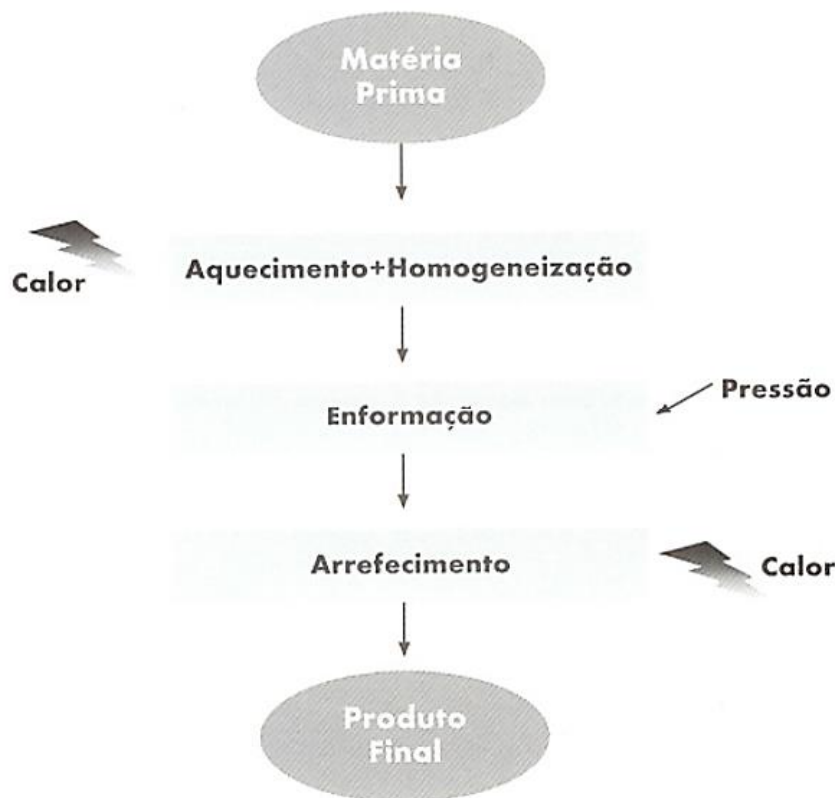 Matéria
Prima
Calor
Aquecimento+Homogeneização
Enformação
Pressão
Arrefecimento
Calor
Produto
Final